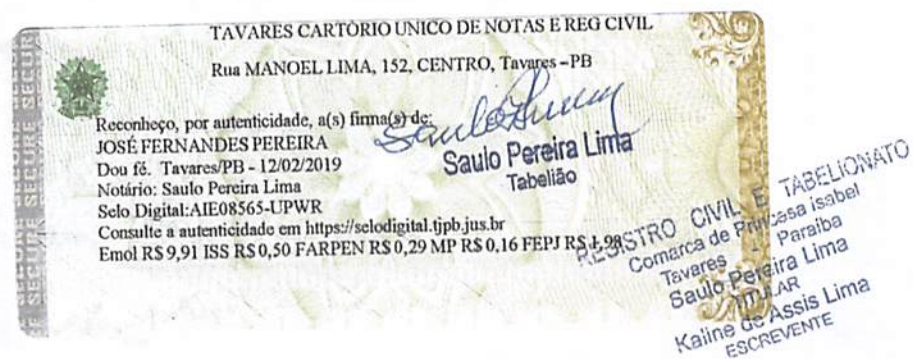 TAVARES CARTÓRIO UNICO DE NOTAS E REG CIVIL
Rua MANOEL LIMA, 152, CENTRO, Tavares -PB
Reconheço, por autenticidade, a(s) firma(s) de:
JOSÉ FERNANDES PEREIRA
Dou fé. Tavares/PB - 12/02/2019
Notário: Saulo Pereira Lima
Selo Digital:AIE08565-UPWR
Consulte a autenticidade em https://selodigital.tjpb.jus.br
Emol R$ 9,91 ISS R$ 0,50 FARPEN R$ 0,29 MP R$ 0,16 FEPJ R$ 1,98
Saulo Pereira Lima
Tabelião
REGISTRO CIVIL E TABELIONATO
Comarca de Princesa isabel
Tavares - Paraiba
Saulo Pereira Lima
TITULAR
Kaline de Assis Lima
ESCREVENTE
SECURE SECURE SECURE